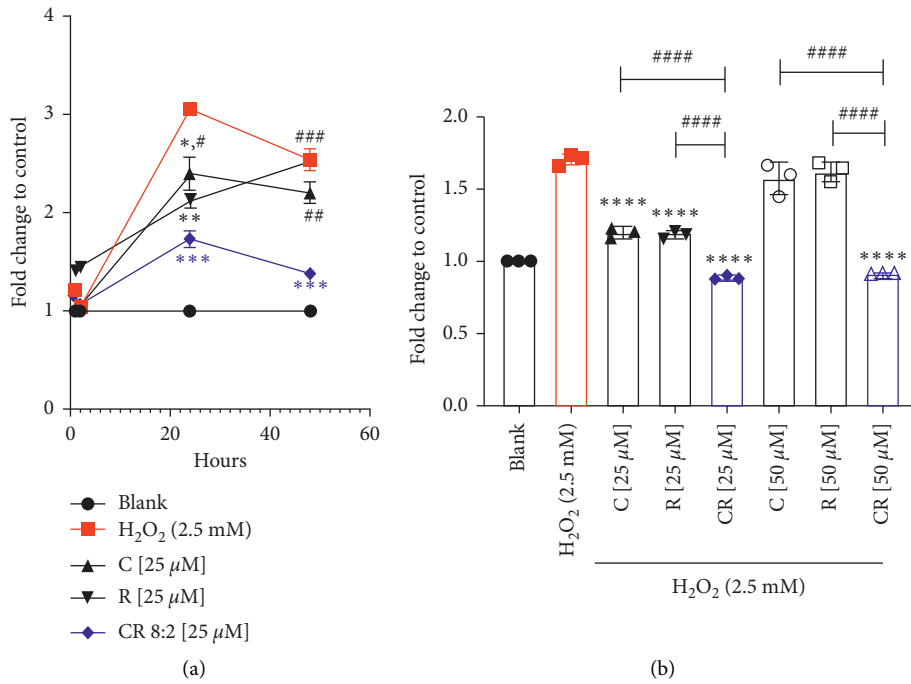 Fold change to control
4
3
2
1
4
0
20
40
60
Hours
*,#
**
***
###
##
***
Blank
H₂O₂ (2.5 mM)
C [25 μM]
R [25 μM]
CR 8:2 [25 μM]
(a)
Fold change to control
2.0
1.5
1.0
0.5
0.0
####
####
####
####
****
****
****
****
Blank
H₂O₂ (2.5 mM)
C [25 μM]
R [25 μM]
CR [25 μM]
C [50 μM]
R [50 μM]
CR [50 μM]
H₂O₂ (2.5 mM)
(b)